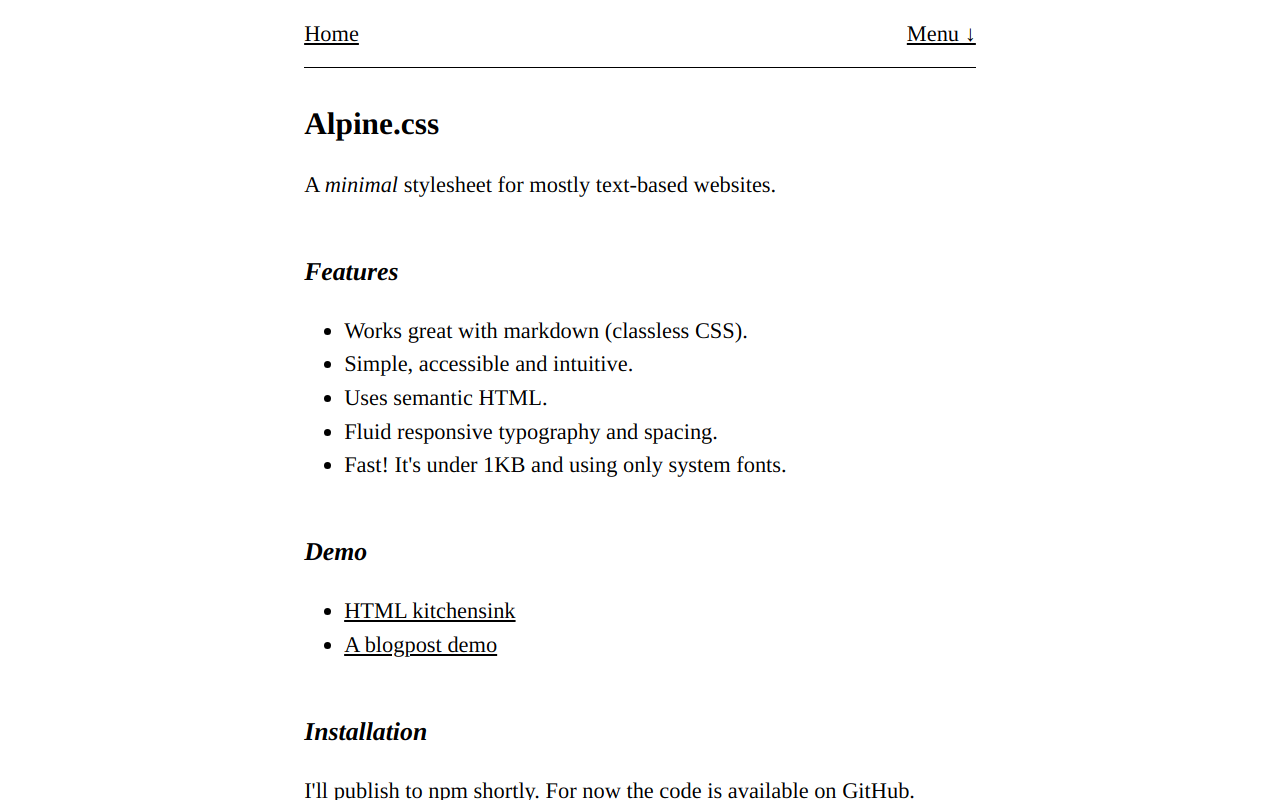 Home
Menu ↓
Alpine.css
A minimal stylesheet for mostly text-based websites.
Features
Works great with markdown (classless CSS).
Simple, accessible and intuitive.
Uses semantic HTML.
Fluid responsive typography and spacing.
Fast! It's under 1KB and using only system fonts.
Demo
HTML kitchensink
A blogpost demo
Installation
I'll publish to npm shortly. For now the code is available on GitHub.